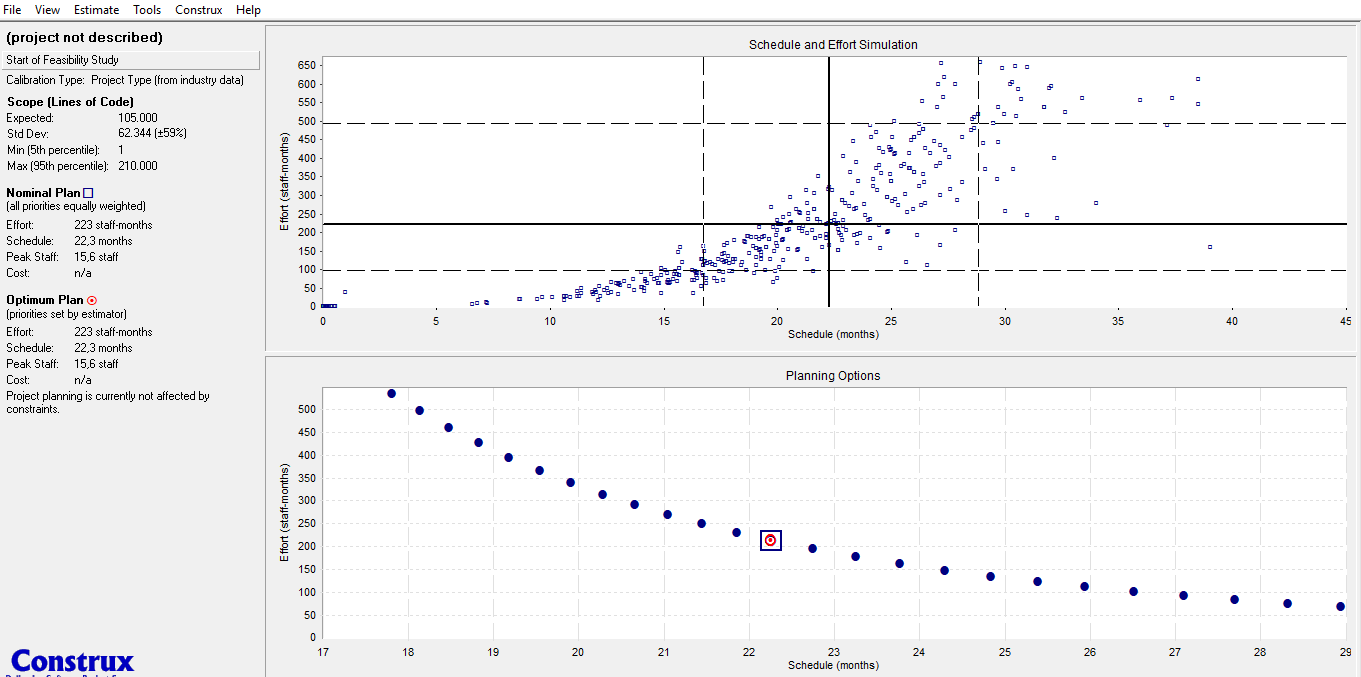 File View Estimate Tools Construx Help
(project not described)
Start of Feasibility Study
Calibration Type: Project Type (from industry data)
Scope (Lines of Code)
Expected: 105.000
Std Dev: 62.344 (±59%)
Min (5th percentile): 1
Max (95th percentile): 210.000
Nominal Plan
(all priorities equally weighted)
Effort: 223 staff-months
Schedule: 22,3 months
Peak Staff: 15,6 staff
Cost: n/a
Optimum Plan
(priorities set by estimator)
Effort: 223 staff-months
Schedule: 22,3 months
Peak Staff: 15,6 staff
Cost: n/a
Project planning is currently not affected by
constraints.
Construx
Schedule and Effort Simulation
Effort (staff-months)
650
600
550
500
450
400
350
300
250
200
150
100
50
0
0 5 10 15 20 25 30 35 40 45
Schedule (months)
Planning Options
Effort (staff-months)
500
450
400
350
300
250
200
150
100
50
0
17 18 19 20 21 22 23 24 25 26 27 28 29
Schedule (months)